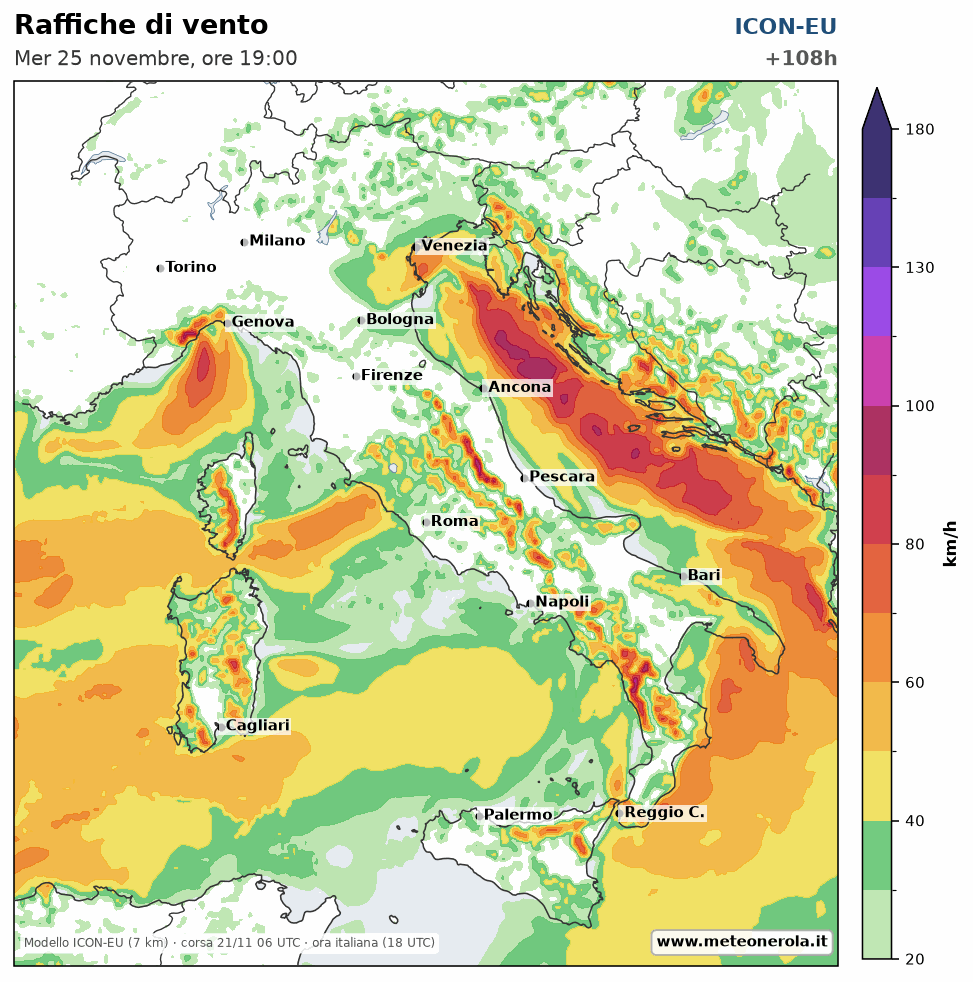 Raffiche di vento
ICON-EU
Mer 25 novembre, ore 19:00
+108h
180
130
100
80
60
40
20
km/h
Milano
Venezia
Torino
Genova
Bologna
Firenze
Ancona
Pescara
Roma
Bari
Napoli
Cagliari
Palermo
Reggio C.
Modello ICON-EU (7 km) · corsa 21/11 06 UTC · ora italiana (18 UTC)
www.meteonerola.it